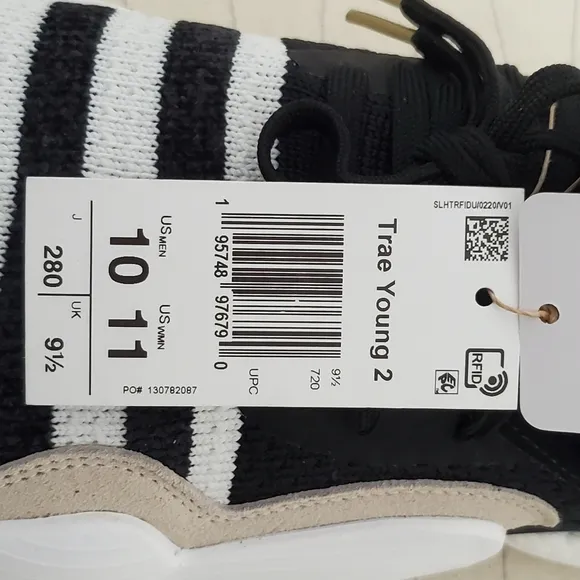 SLHTRFIDU/0220/V01
Trae Young 2
RFID
9½
720
1 95748 97679 0
UPC
US MEN
10
US WMN
11
PO# 130782087
J
280
UK
9½